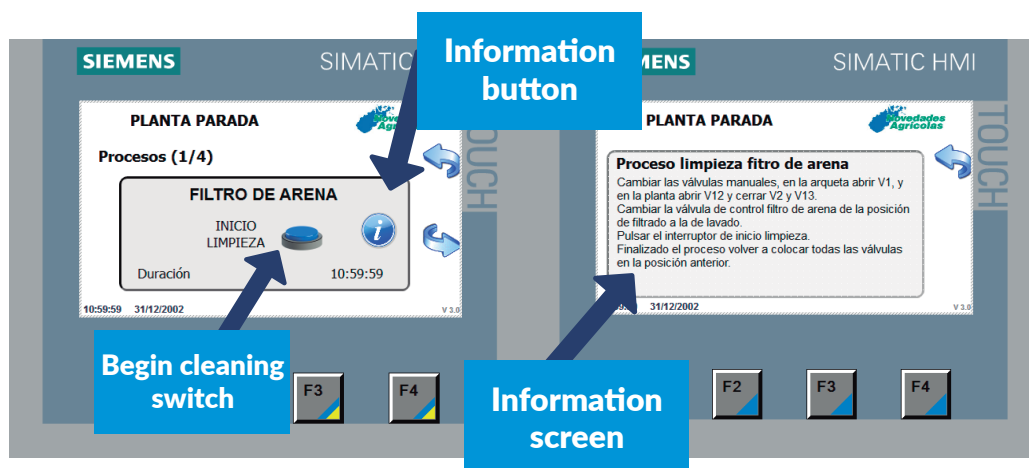 Information
button
SIEMENS
SIMATIC
TOUCH
PLANTA PARADA
Procesos (1/4)
FILTRO DE ARENA
INICIO
LIMPIEZA
i
Duración
10:59:59
10:59:59 31/12/2002
V 3.0
Begin cleaning
switch
F3
F4
SIMATIC HMI
TOUCH
PLANTA PARADA
Novedades
Agrícolas
Proceso limpieza fitro de arena
Cambiar las válvulas manuales, en la arqueta abrir V1, y
en la planta abrir V12 y cerrar V2 y V13.
Cambiar la válvula de control filtro de arena de la posición
de filtrado a la de lavado.
Pulsar el interruptor de inicio limpieza.
Finalizado el proceso volver a colocar todas las válvulas
en la posición anterior.
31/12/2002
V 3.0
Information
screen
F2
F3
F4